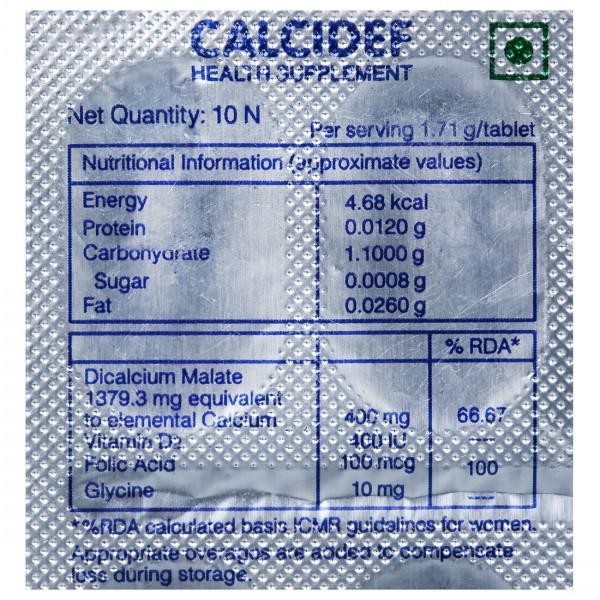 CALCIDEF
HEALTH SUPPLEMENT
Net Quantity: 10 N
Per serving 1.71 g/tablet
Nutritional Information (approximate values)
Energy 4.68 kcal
Protein 0.0120 g
Carbohydrate 1.1000 g
Sugar 0.0008 g
Fat 0.0260 g
% RDA*
Dicalcium Malate
1379.3 mg equivalent
to elemental Calcium 400 mg 66.67
Vitamin D2 400 IU ----
Folic Acid 100 mcg 100
Glycine 10 mg -----
*%RDA calculated basis ICMR guidelines for women.
Appropriate overages are added to compensate
loss during storage.